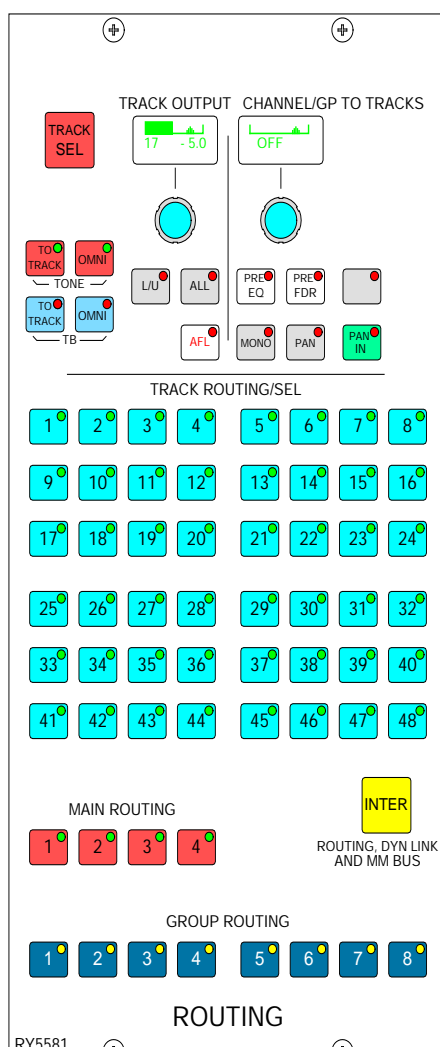 TRACK OUTPUT CHANNEL/GP TO TRACKS
TRACK
SEL
17 - 5.0
OFF
TO
TRACK
OMNI
TONE
TO
TRACK
OMNI
TB
L/U
ALL
PRE
EQ
PRE
FDR
AFL
MONO
PAN
PAN
IN
TRACK ROUTING/SEL
1 2 3 4 5 6 7 8
9 10 11 12 13 14 15 16
17 18 19 20 21 22 23 24
25 26 27 28 29 30 31 32
33 34 35 36 37 38 39 40
41 42 43 44 45 46 47 48
MAIN ROUTING
1 2 3 4
INTER
ROUTING, DYN LINK
AND MM BUS
GROUP ROUTING
1 2 3 4 5 6 7 8
ROUTING
RY5581